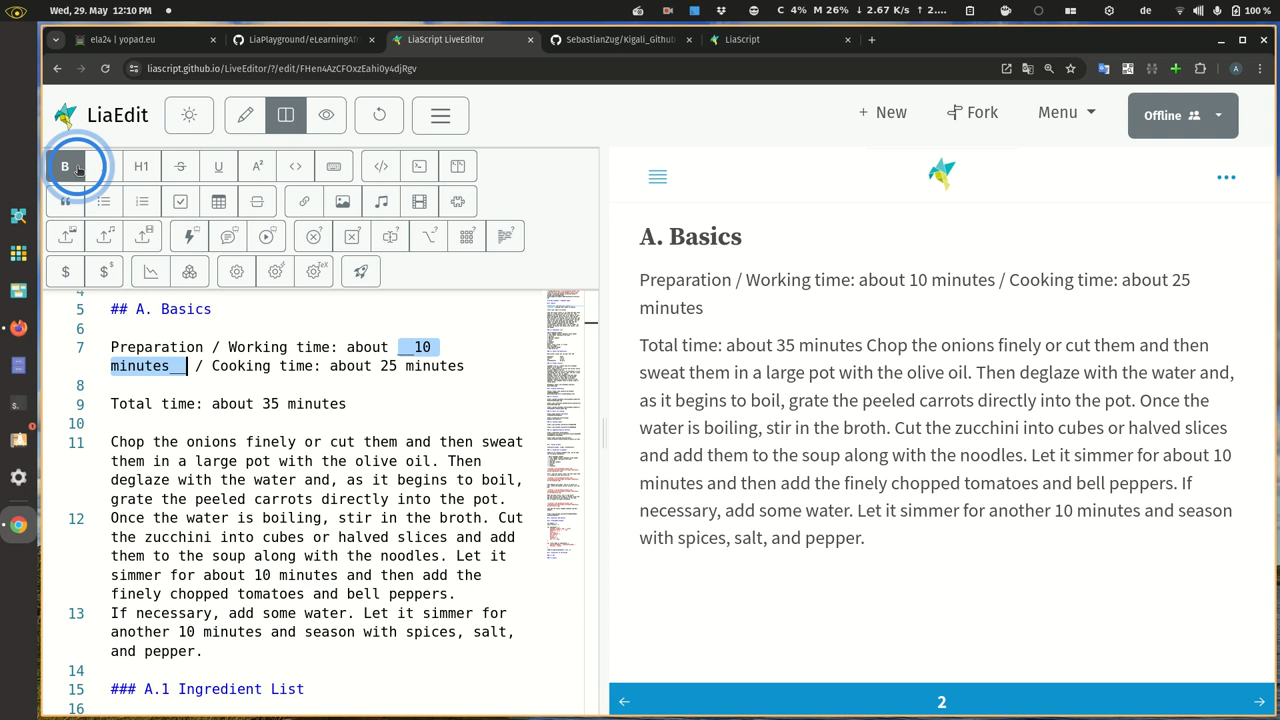 Wed, 29. May 12:10 PM
C 4% M 26% ↓ 2.67 K/s ↑ 2...
100 %
ela24 | yopad.eu
LiaPlayground/eLearningAfr
LiaScript LiveEditor
SebastianZug/Kigali_Github
LiaScript
liascript.github.io/LiveEditor/?/edit/FHen4AzCFOxzEahi0y4djRgv
A
LiaEdit
+ New
Fork
Menu
Offline
B
H1
S
U
A²
$
$$
A. Basics
Preparation / Working time: about 10 minutes / Cooking time: about 25
minutes
Total time: about 35 minutes Chop the onions finely or cut them and then
sweat them in a large pot with the olive oil. Then deglaze with the water and,
as it begins to boil, grate the peeled carrots directly into the pot. Once the
water is boiling, stir in the broth. Cut the zucchini into cubes or halved slices
and add them to the soup along with the noodles. Let it simmer for about 10
minutes and then add the finely chopped tomatoes and bell peppers. If
necessary, add some water. Let it simmer for another 10 minutes and season
with spices, salt, and pepper.
4
5 ## A. Basics
6
7 Preparation / Working time: about 10
minutes / Cooking time: about 25 minutes
8
9 Total time: about 35 minutes
10
11 Chop the onions finely or cut them and then sweat
them in a large pot with the olive oil. Then
deglaze with the water and, as it begins to boil,
grate the peeled carrots directly into the pot.
12 Once the water is boiling, stir in the broth. Cut
the zucchini into cubes or halved slices and add
them to the soup along with the noodles. Let it
simmer for about 10 minutes and then add the
finely chopped tomatoes and bell peppers.
13 If necessary, add some water. Let it simmer for
another 10 minutes and season with spices, salt,
and pepper.
14
15 ### A.1 Ingredient List
16
2